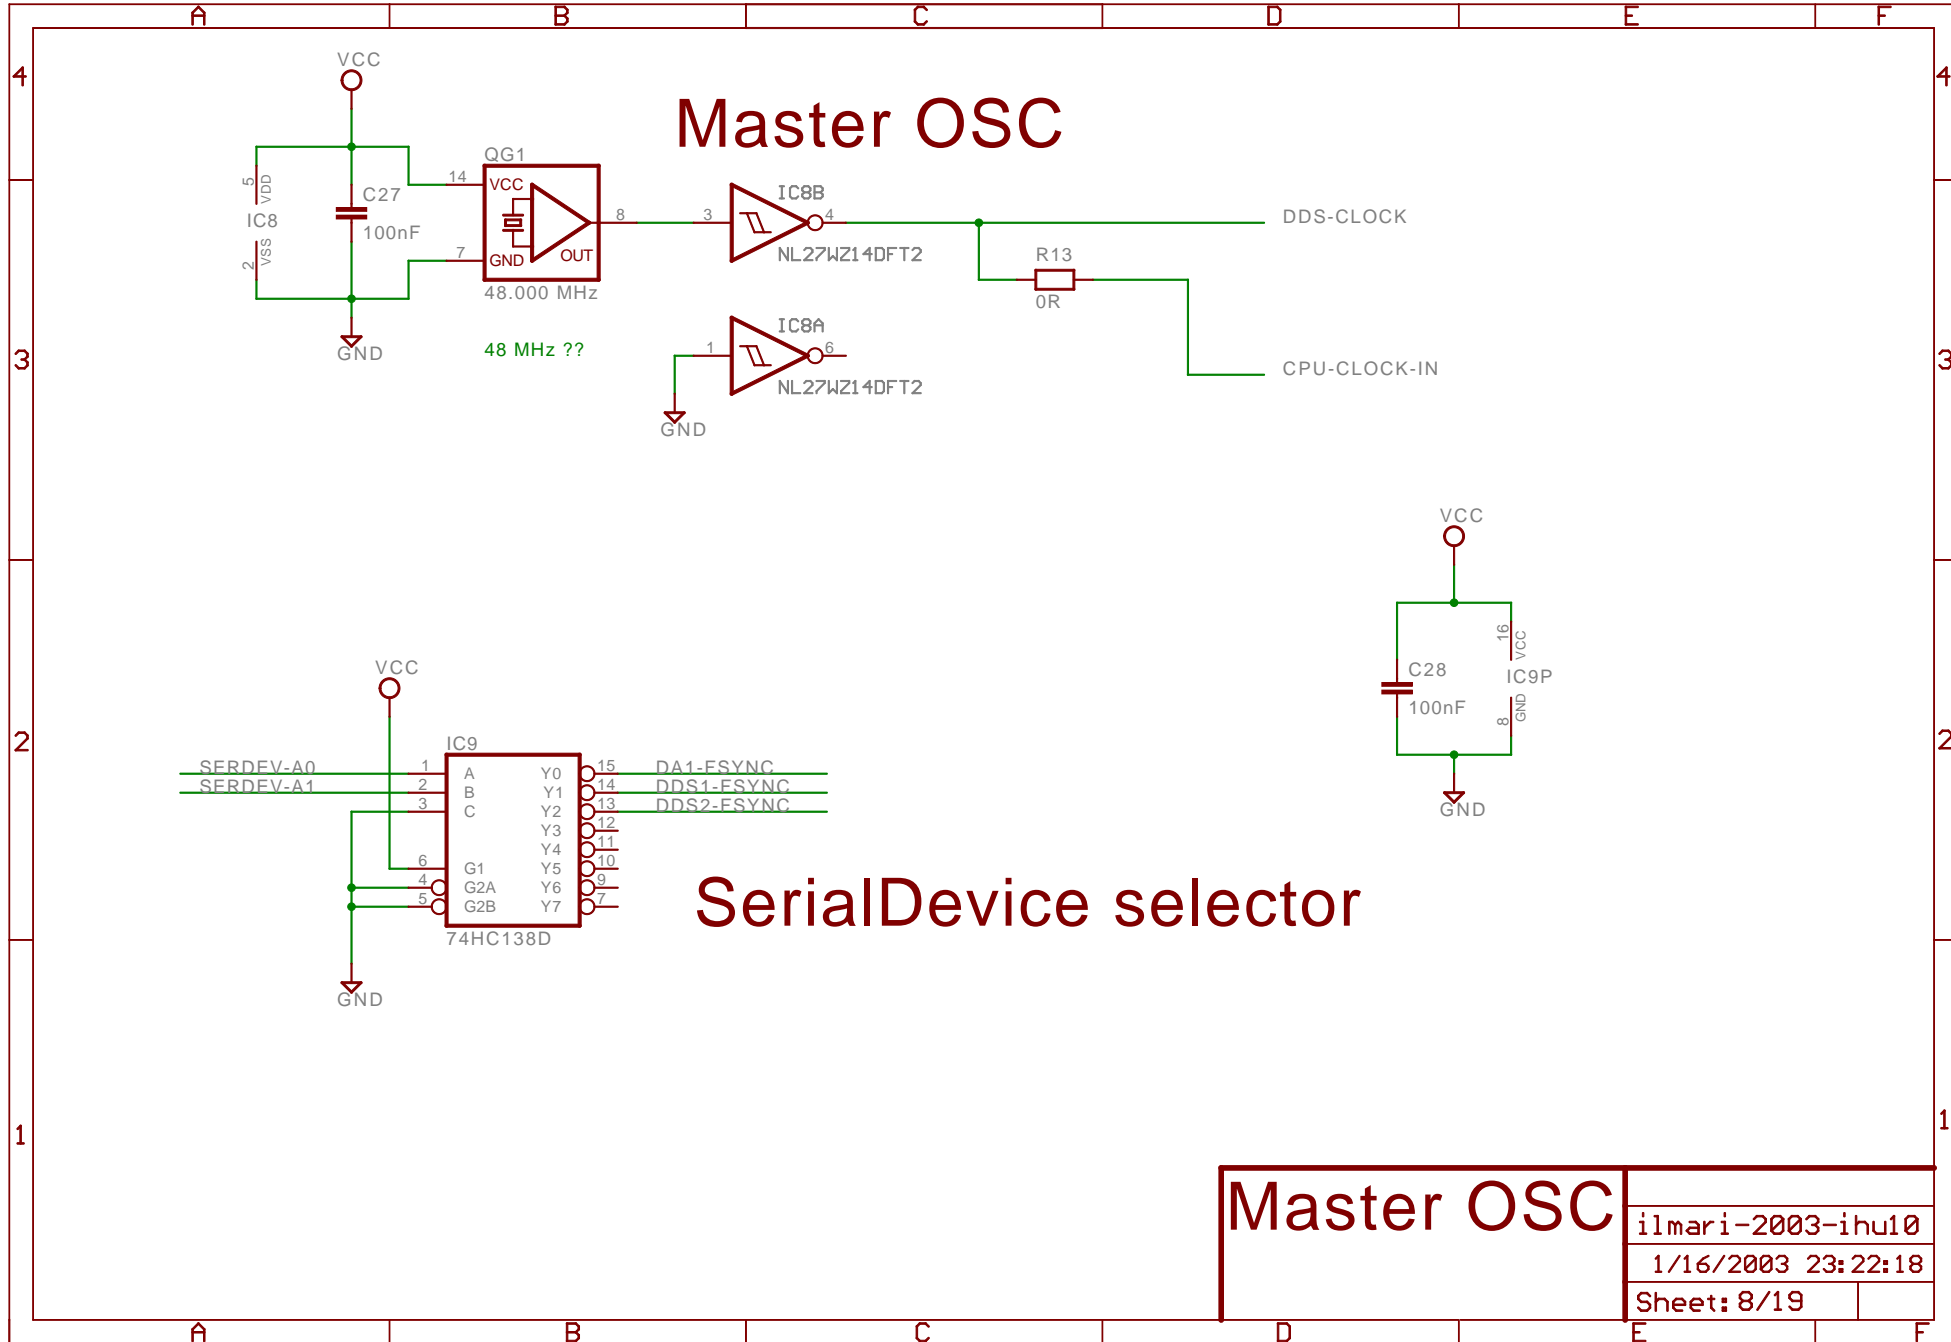 A B C D E F
4 4
VCC
Master OSC
QG1
14 VCC
5 VDD
C27
IC8
100nF
2 VSS
8
7 GND OUT
48.000 MHz
48 MHz ??
GND
IC8B
3 4
NL27WZ14DFT2
IC8A
1 6
NL27WZ14DFT2
GND
DDS-CLOCK
R13
0R
CPU-CLOCK-IN
3 3
VCC
16 VCC
C28
IC9P
100nF
8 GND
GND
2 2
VCC
IC9
SERDEV-A0 1 A Y0 15 DA1-FSYNC
SERDEV-A1 2 B Y1 14 DDS1-FSYNC
3 C Y2 13 DDS2-FSYNC
Y3 12
Y4 11
6 G1 Y5 10
4 G2A Y6 9
5 G2B Y7 7
74HC138D
GND
SerialDevice selector
1 1
Master OSC
ilmari-2003-ihu10
1/16/2003 23:22:18
Sheet: 8/19
A B C D E F